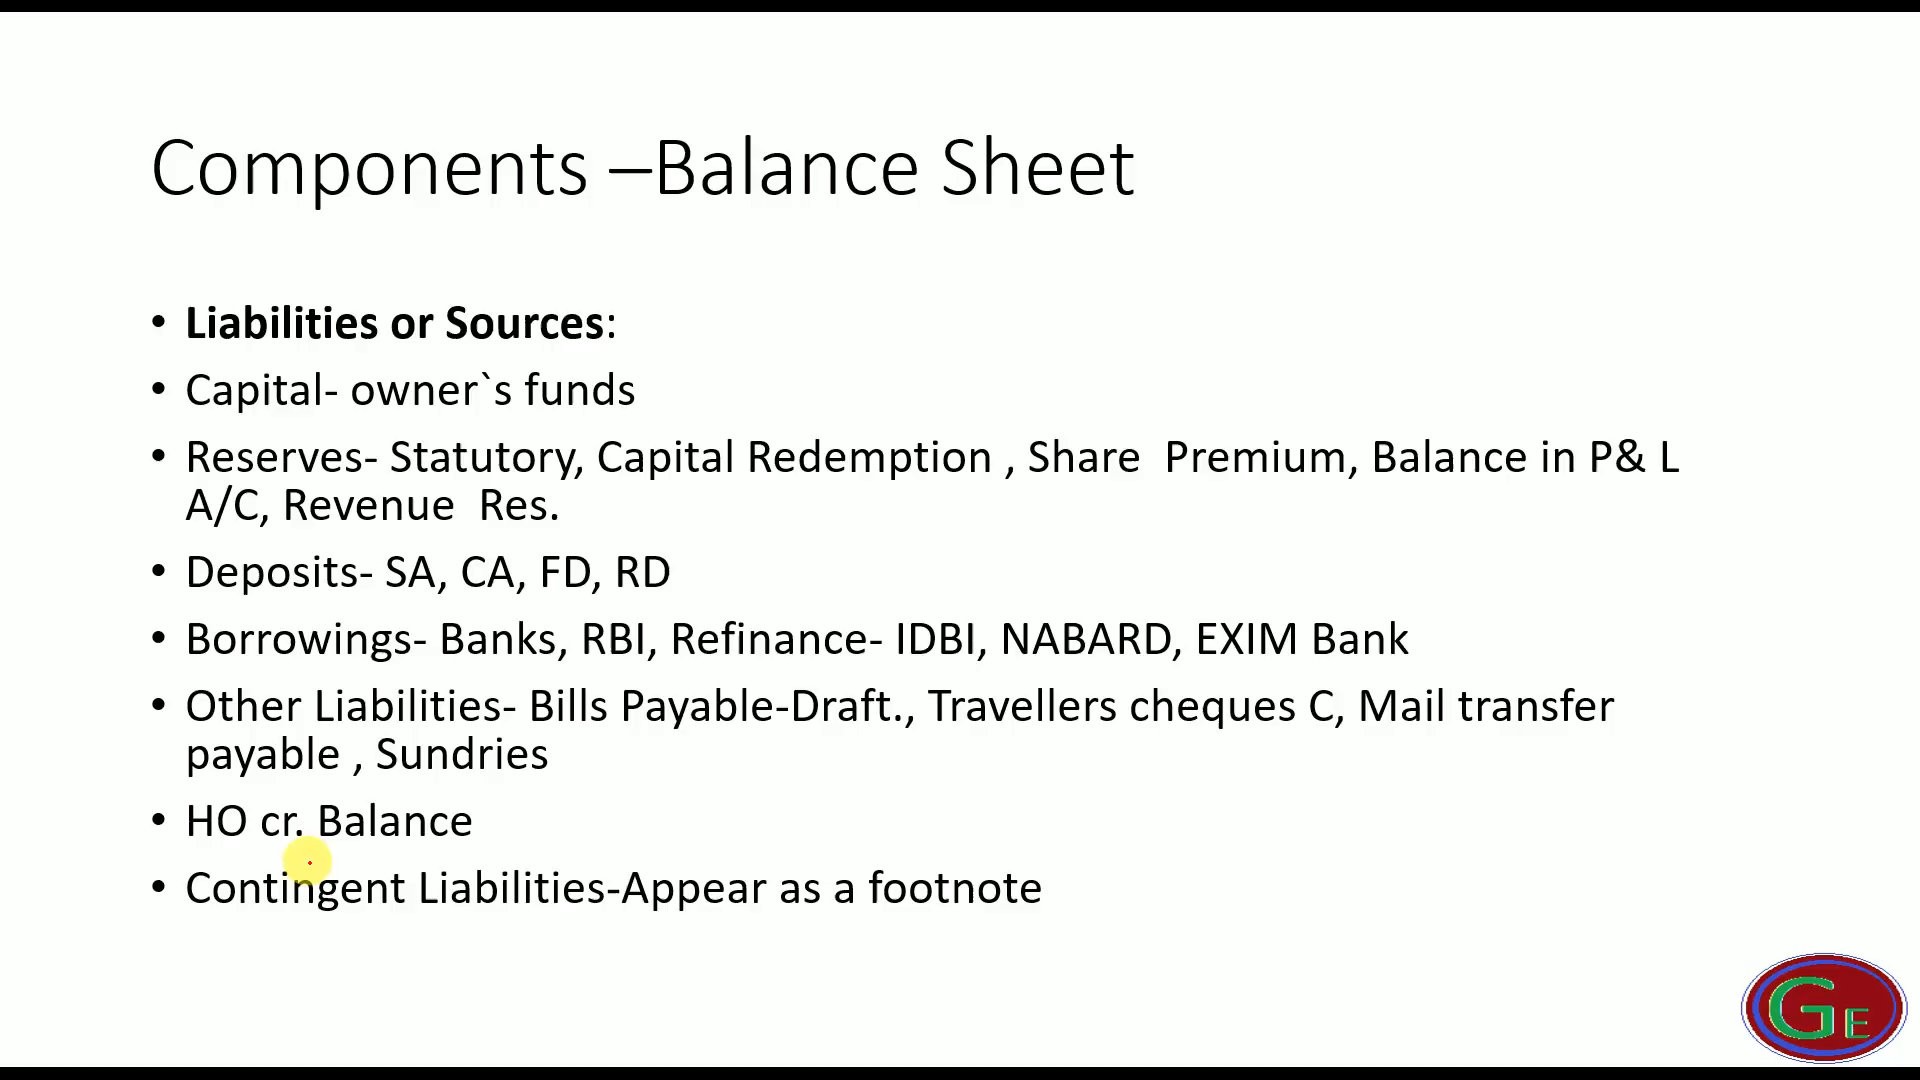 Components –Balance Sheet
• Liabilities or Sources:
• Capital- owner`s funds
• Reserves- Statutory, Capital Redemption , Share  Premium, Balance in P& L
A/C, Revenue  Res.
• Deposits- SA, CA, FD, RD
• Borrowings- Banks, RBI, Refinance- IDBI, NABARD, EXIM Bank
• Other Liabilities- Bills Payable-Draft., Travellers cheques C, Mail transfer
payable , Sundries
• HO cr. Balance
• Contingent Liabilities-Appear as a footnote
GE